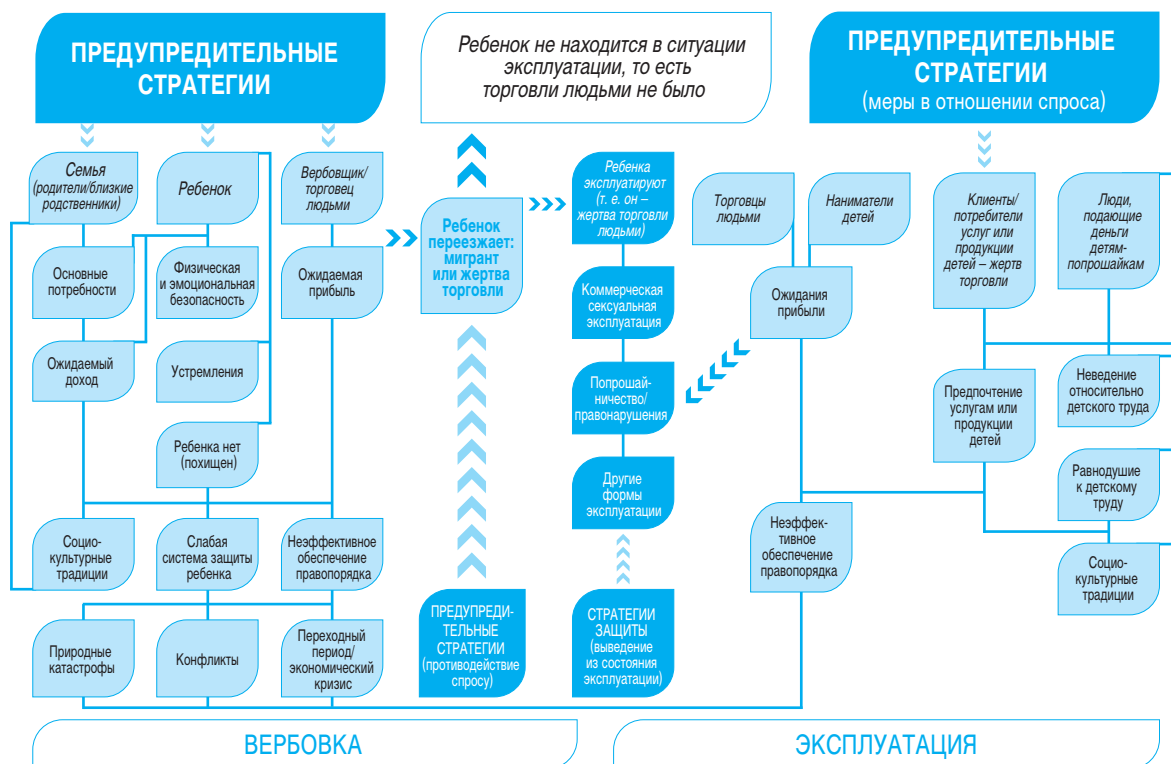 ПРЕДУПРЕДИТЕЛЬНЫЕ
СТРАТЕГИИ
Ребенок не находится в ситуации
эксплуатации, то есть
торговли людьми не было
ПРЕДУПРЕДИТЕЛЬНЫЕ
СТРАТЕГИИ
(меры в отношении спроса)
Семья
(родители/близкие
родственники)
Ребенок
Вербовщик/
торговец
людьми
Основные
потребности
Физическая
и эмоциональная
безопасность
Ожидаемая
прибыль
Ожидаемый
доход
Устремления
Ребенка нет
(похищен)
Социо-
культурные
традиции
Слабая
система защиты
ребенка
Неэффективное
обеспечение
правопорядка
Природные
катастрофы
Конфликты
Переходный
период/
экономический
кризис
Ребенок
переезжает:
мигрант
или жертва
торговли
ПРЕДУПРЕДИ-
ТЕЛЬНЫЕ
СТРАТЕГИИ
(противодействие
спросу)
Ребенка
эксплуатируют
(т. е. он –
жертва торговли
людьми)
Коммерческая
сексуальная
эксплуатация
Попрошай-
ничество/
правонарушения
Другие
формы
эксплуатации
СТРАТЕГИИ
ЗАЩИТЫ
(выведение
из состояния
эксплуатации)
Торговцы
людьми
Наниматели
детей
Ожидания
прибыли
Неэффек-
тивное
обеспечение
правопорядка
Клиенты/
потребители
услуг или
продукции
детей – жертв
торговли
Люди,
подающие
деньги
детям-
попрошайкам
Предпочтение
услугам или
продукции
детей
Неведение
относительно
детского труда
Равнодушие
к детскому
труду
Социо-
культурные
традиции
ВЕРБОВКА
ЭКСПЛУАТАЦИЯ